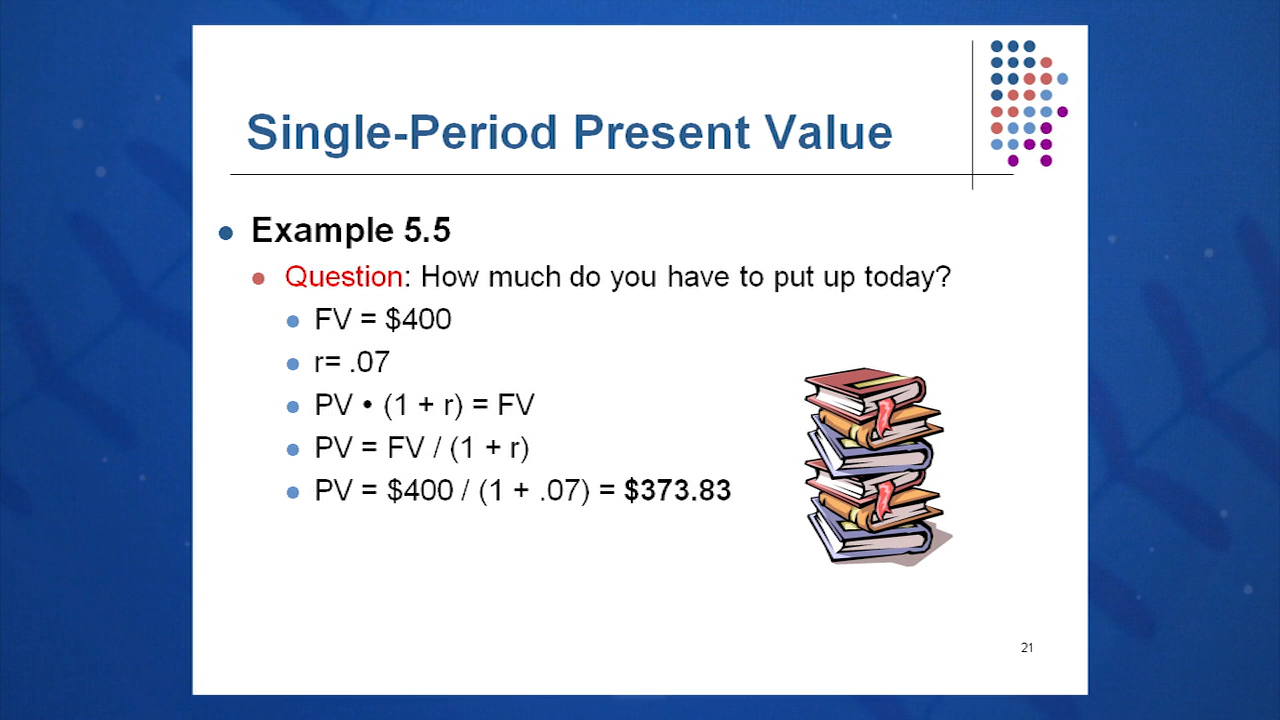 Single-Period Present Value
Example 5.5
Question: How much do you have to put up today?
FV = $400
r= .07
PV • (1 + r) = FV
PV = FV / (1 + r)
PV = $400 / (1 + .07) = $373.83
21